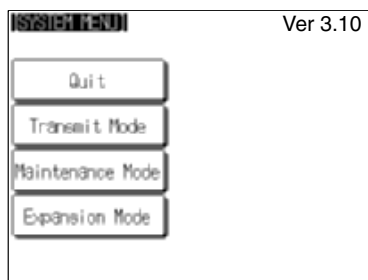 [SYSTEM MENU]
Ver 3.10
Quit
Transmit Mode
Maintenance Mode
Expansion Mode